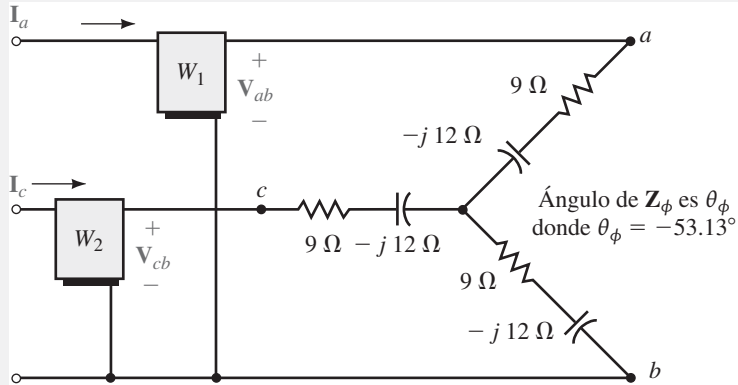 I_a
W_1
+
V_ab
−
a
9 Ω
−j 12 Ω
I_c
c
W_2
+
V_cb
−
9 Ω − j 12 Ω
Ángulo de Z_ϕ es θ_ϕ
donde θ_ϕ = −53.13°
9 Ω
− j 12 Ω
b